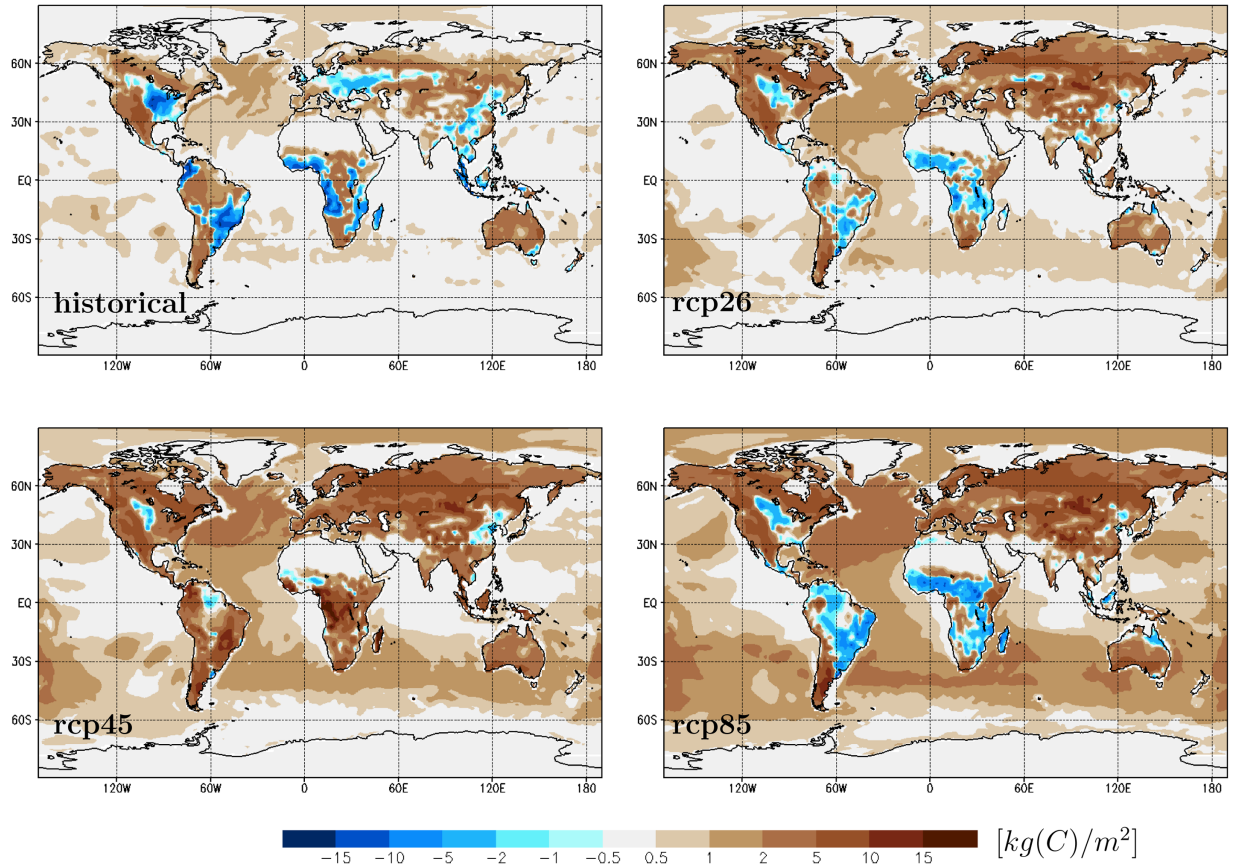 60N 60N
30N 30N
EQ EQ
30S 30S
60S 60S
historical rcp26
120W 60W 0 60E 120E 180 120W 60W 0 60E 120E 180
60N 60N
30N 30N
EQ EQ
30S 30S
60S 60S
rcp45 rcp85
120W 60W 0 60E 120E 180 120W 60W 0 60E 120E 180
−15 −10 −5 −2 −1 −0.5 0.5 1 2 5 10 15 [kg(C)/m²]